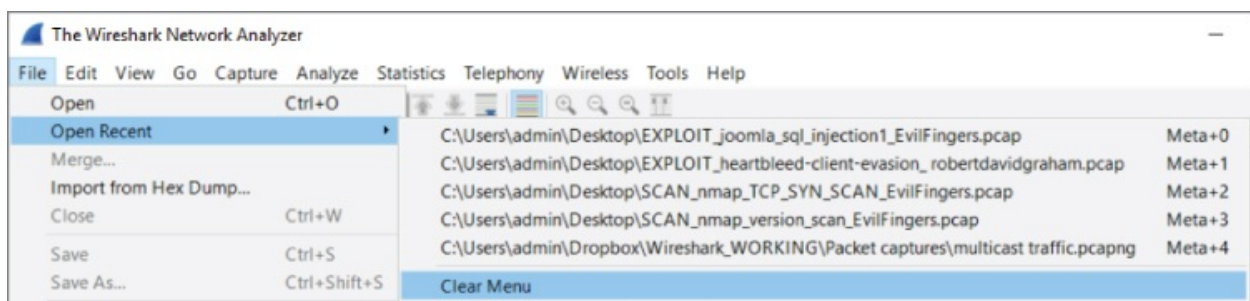 The Wireshark Network Analyzer
File Edit View Go Capture Analyze Statistics Telephony Wireless Tools Help
Open Ctrl+O
Open Recent
C:\Users\admin\Desktop\EXPLOIT_joomla_sql_injection1_EvilFingers.pcap Meta+0
Merge...
C:\Users\admin\Desktop\EXPLOIT_heartbleed-client-evasion_ robertdavidgraham.pcap Meta+1
Import from Hex Dump...
C:\Users\admin\Desktop\SCAN_nmap_TCP_SYN_SCAN_EvilFingers.pcap Meta+2
Close Ctrl+W
C:\Users\admin\Desktop\SCAN_nmap_version_scan_EvilFingers.pcap Meta+3
Save Ctrl+S
C:\Users\admin\Dropbox\Wireshark_WORKING\Packet captures\multicast traffic.pcapng Meta+4
Save As... Ctrl+Shift+S
Clear Menu